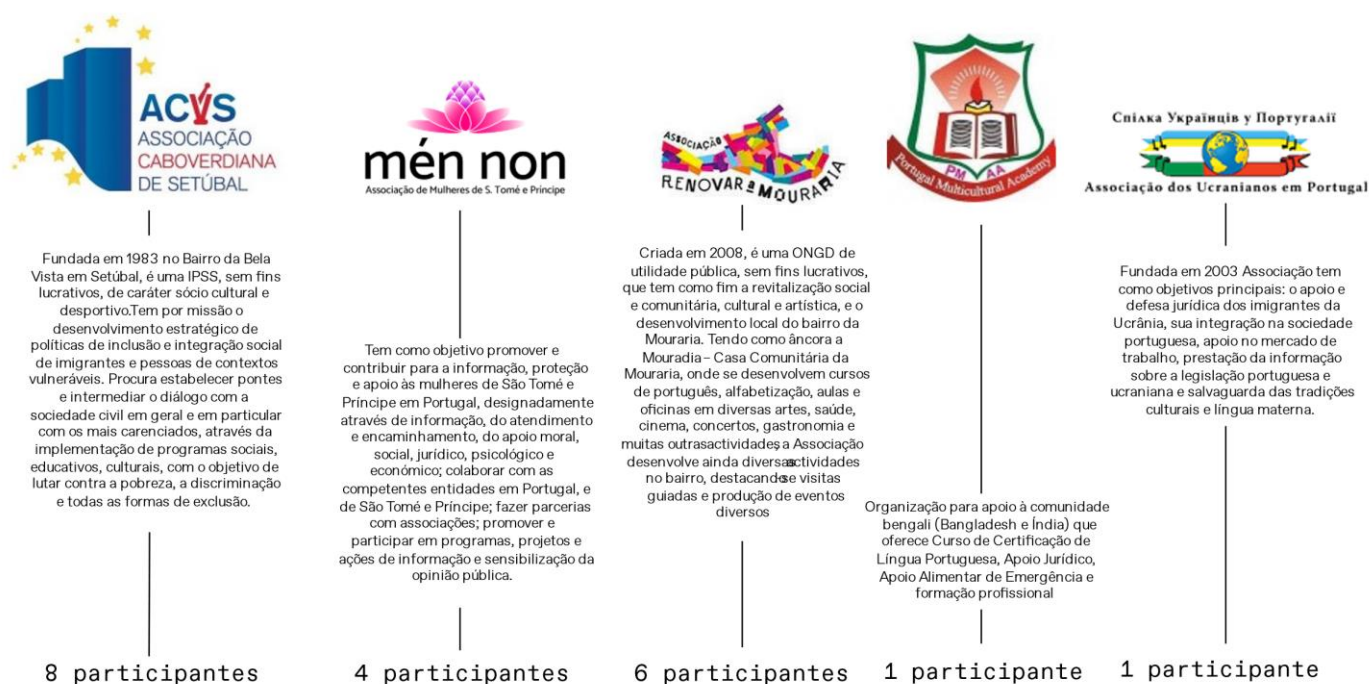 ACVS
ASSOCIAÇÃO
CABOVERDIANA
DE SETÚBAL
Fundada em 1983 no Bairro da Bela
Vista em Setúbal, é uma IPSS, sem fins
lucrativos, de caráter sócio cultural e
desportivo.Tem por missão o
desenvolvimento estratégico de
políticas de inclusão e integração social
de imigrantes e pessoas de contextos
vulneráveis. Procura estabelecer pontes
e intermediar o diálogo com a
sociedade civil em geral e em particular
com os mais carenciados, através da
implementação de programas sociais,
educativos, culturais, com o objetivo de
lutar contra a pobreza, a discriminação
e todas as formas de exclusão.
8 participantes
mén non
Associação de Mulheres de S. Tomé e Príncipe
Tem como objetivo promover e
contribuir para a informação, proteção
e apoio às mulheres de São Tomé e
Príncipe em Portugal, designadamente
através de informação, do atendimento
e encaminhamento, do apoio moral,
social, jurídico, psicológico e
económico; colaborar com as
competentes entidades em Portugal, e
de São Tomé e Príncipe; fazer parcerias
com associações; promover e
participar em programas, projetos e
ações de informação e sensibilização da
opinião pública.
4 participantes
ASSOCIAÇÃO
RENOVAR a MOURARIA
Criada em 2008, é uma ONGD de
utilidade pública, sem fins lucrativos,
que tem como fim a revitalização social
e comunitária, cultural e artística, e o
desenvolvimento local do bairro da
Mouraria. Tendo como âncora a
Mouradia – Casa Comunitária da
Mouraria, onde se desenvolvem cursos
de português, alfabetização, aulas e
oficinas em diversas artes, saúde,
cinema, concertos, gastronomia e
muitas outrasactividades, a Associação
desenvolve ainda diversas actividades
no bairro, destacando-se visitas
guiadas e produção de eventos
diversos
6 participantes
PM AA
Portugal Multicultural Academy
Organização para apoio à comunidade
bengali (Bangladesh e Índia) que
oferece Curso de Certificação de
Língua Portuguesa, Apoio Jurídico,
Apoio Alimentar de Emergência e
formação profissional
1 participante
Спілка Українців у Португалії
Associação dos Ucranianos em Portugal
Fundada em 2003 Associação tem
como objetivos principais: o apoio e
defesa jurídica dos imigrantes da
Ucrânia, sua integração na sociedade
portuguesa, apoio no mercado de
trabalho, prestação da informação
sobre a legislação portuguesa e
ucraniana e salvaguarda das tradições
culturais e língua materna.
1 participante